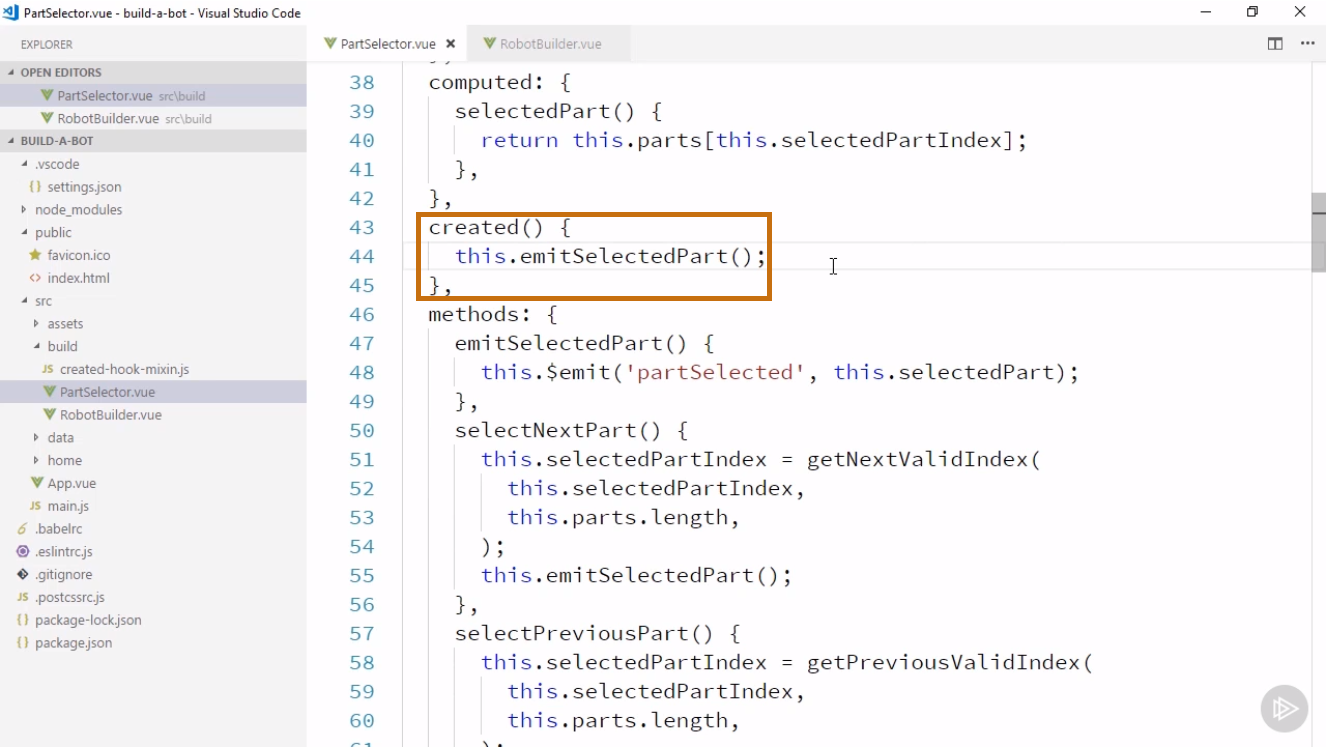 PartSelector.vue - build-a-bot - Visual Studio Code
EXPLORER
OPEN EDITORS
PartSelector.vue src\build
RobotBuilder.vue src\build
BUILD-A-BOT
.vscode
{} settings.json
node_modules
public
favicon.ico
<> index.html
src
assets
build
JS created-hook-mixin.js
PartSelector.vue
RobotBuilder.vue
data
home
App.vue
JS main.js
.babelrc
.eslintrc.js
.gitignore
JS .postcssrc.js
{} package-lock.json
{} package.json
PartSelector.vue RobotBuilder.vue
38 computed: {
39 selectedPart() {
40 return this.parts[this.selectedPartIndex];
41 },
42 },
43 created() {
44 this.emitSelectedPart();
45 },
46 methods: {
47 emitSelectedPart() {
48 this.$emit('partSelected', this.selectedPart);
49 },
50 selectNextPart() {
51 this.selectedPartIndex = getNextValidIndex(
52 this.selectedPartIndex,
53 this.parts.length,
54 );
55 this.emitSelectedPart();
56 },
57 selectPreviousPart() {
58 this.selectedPartIndex = getPreviousValidIndex(
59 this.selectedPartIndex,
60 this.parts.length,
61 );